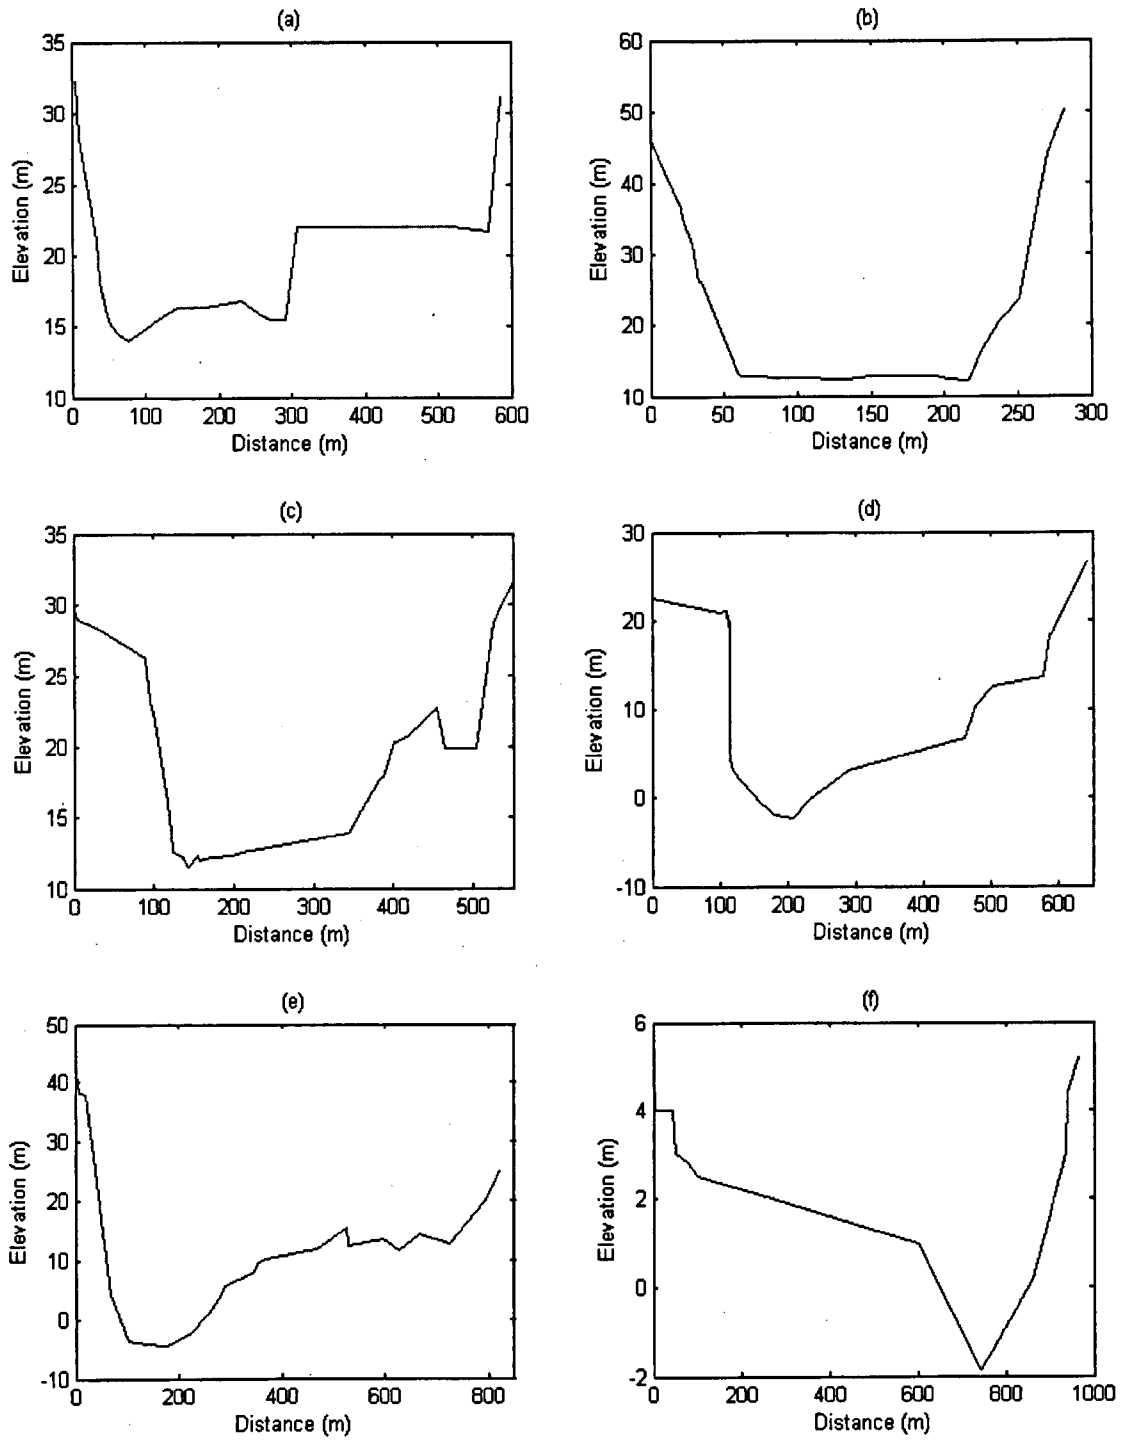 (a)
35
30
25
20
15
10
Elevation (m)
0 100 200 300 400 500 600
Distance (m)
(b)
60
50
40
30
20
10
Elevation (m)
0 50 100 150 200 250 300
Distance (m)
(c)
35
30
25
20
15
10
Elevation (m)
0 100 200 300 400 500
Distance (m)
(d)
30
20
10
0
-10
Elevation (m)
0 100 200 300 400 500 600
Distance (m)
(e)
50
40
30
20
10
0
-10
Elevation (m)
0 200 400 600 800
Distance (m)
(f)
6
4
2
0
-2
Elevation (m)
0 200 400 600 800 1000
Distance (m)